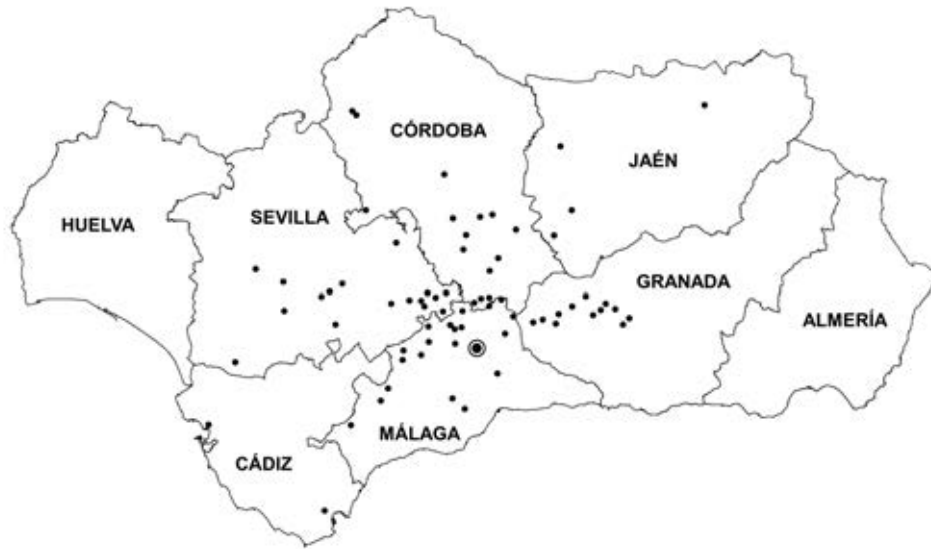 CÓRDOBA
JAÉN
HUELVA
SEVILLA
GRANADA
ALMERÍA
MÁLAGA
CÁDIZ